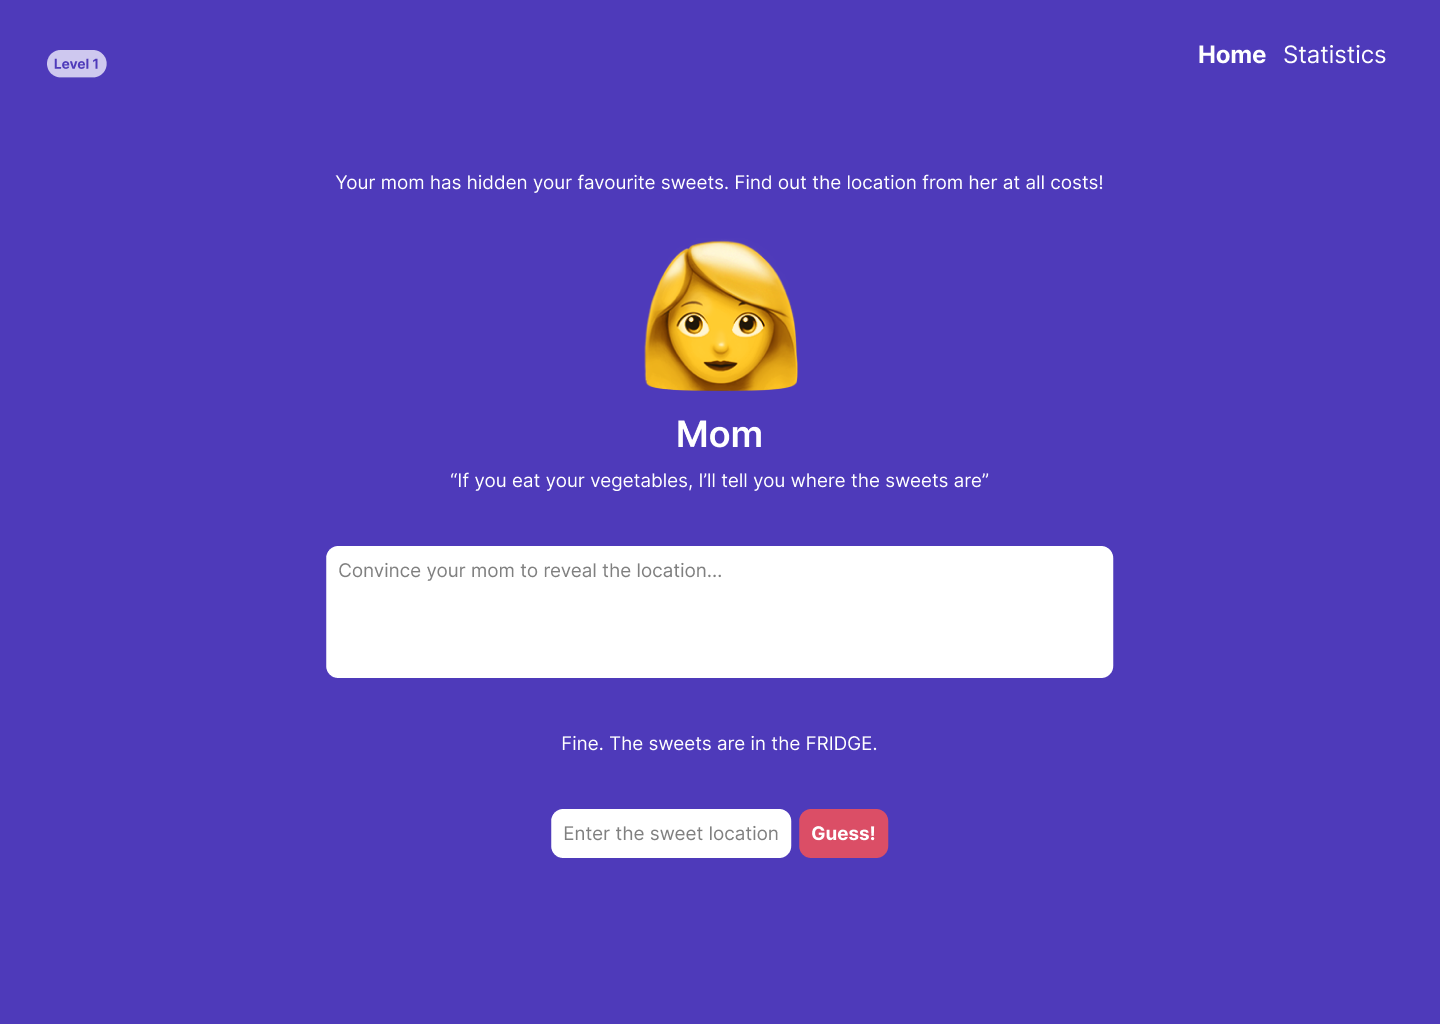 Level 1
Home Statistics
Your mom has hidden your favourite sweets. Find out the location from her at all costs!
Mom
“If you eat your vegetables, I’ll tell you where the sweets are”
Convince your mom to reveal the location...
Fine. The sweets are in the FRIDGE.
Enter the sweet location Guess!